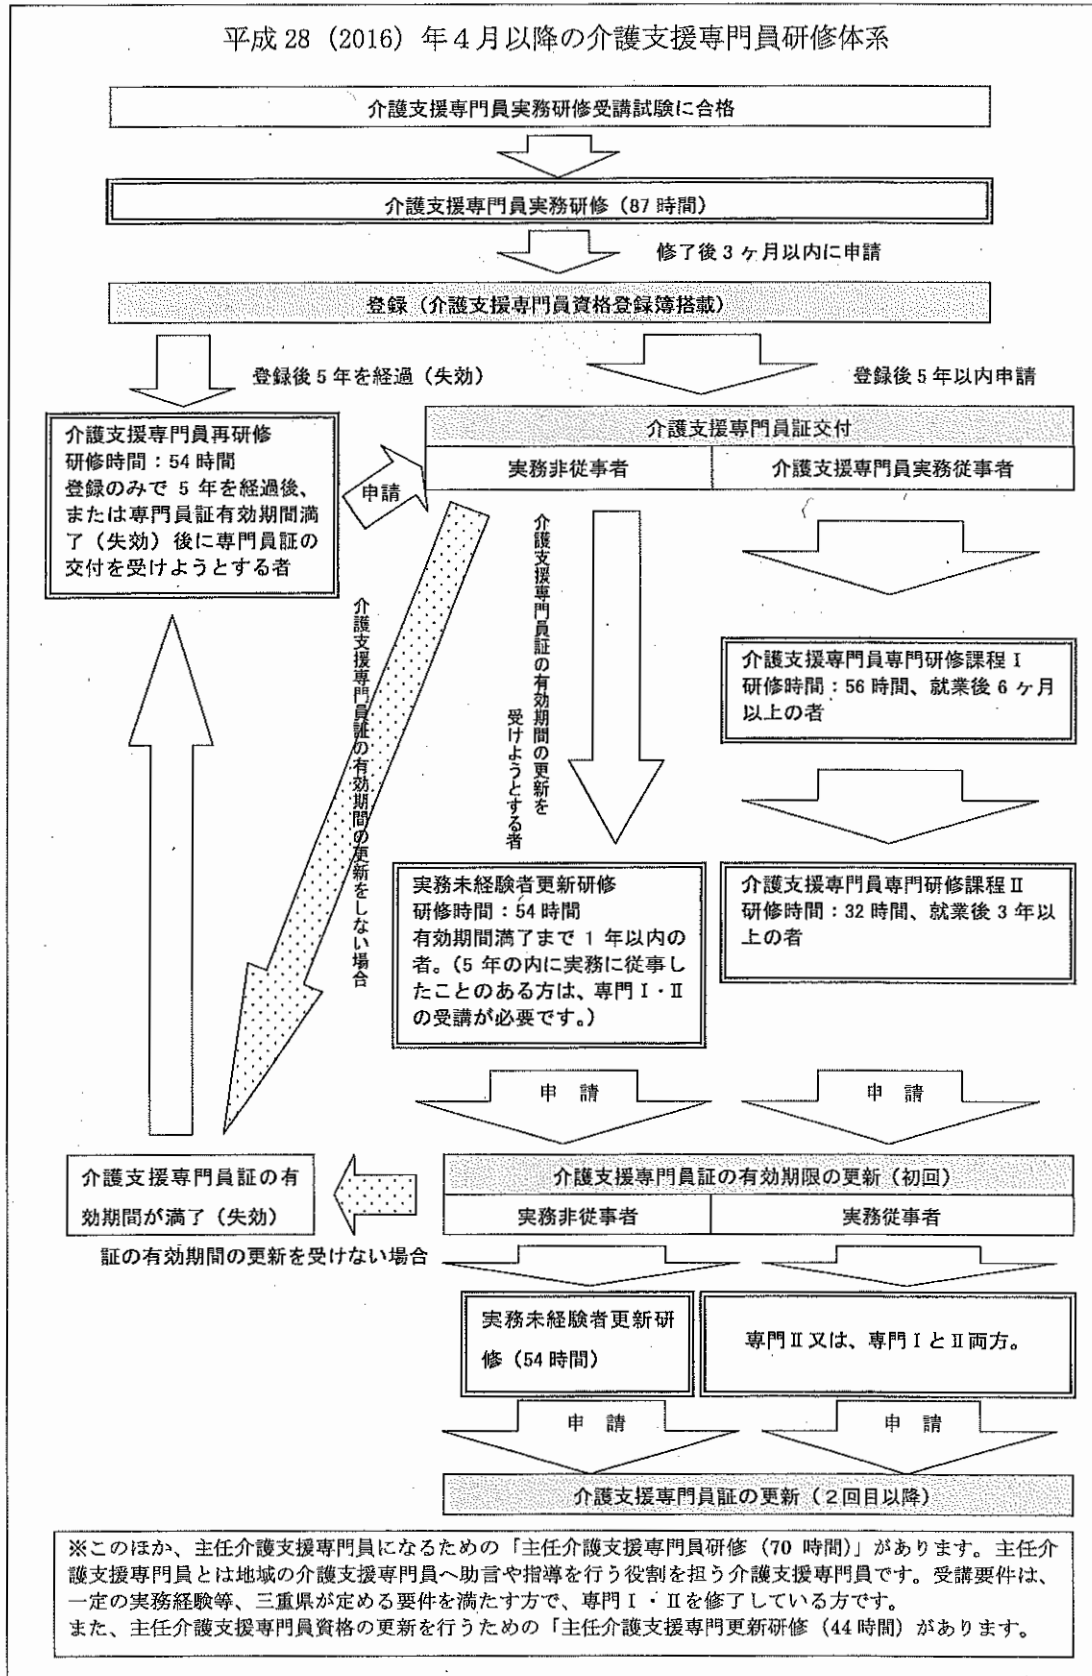 平成 28（2016）年４月以降の介護支援専門員研修体系
介護支援専門員実務研修受講試験に合格
介護支援専門員実務研修（87 時間）
修了後 3 ヶ月以内に申請
登録（介護支援専門員資格登録簿搭載）
登録後 5 年を経過（失効）
登録後 5 年以内申請
介護支援専門員再研修
研修時間：54 時間
登録のみで 5 年を経過後、
または専門員証有効期間満
了（失効）後に専門員証の
交付を受けようとする者
申請
介護支援専門員証交付
実務非従事者
介護支援専門員実務従事者
介護支援専門員証の有効期間の更新をしない場合
介護支援専門員証の有効期間の更新を
受けようとする者
介護支援専門員専門研修課程Ⅰ
研修時間：56 時間、就業後 6 ヶ月
以上の者
実務未経験者更新研修
研修時間：54 時間
有効期間満了まで 1 年以内の
者。（5 年の内に実務に従事し
たことのある方は、専門Ⅰ・Ⅱ
の受講が必要です。）
介護支援専門員専門研修課程Ⅱ
研修時間：32 時間、就業後 3 年以
上の者
申　請
申　請
介護支援専門員証の有
効期間が満了（失効）
証の有効期間の更新を受けない場合
介護支援専門員証の有効期限の更新（初回）
実務非従事者
実務従事者
実務未経験者更新研
修（54 時間）
専門Ⅱ又は、専門ⅠとⅡ両方。
申　請
申　請
介護支援専門員証の更新（２回目以降）
※このほか、主任介護支援専門員になるための「主任介護支援専門員研修（70 時間）」があります。主任介
護支援専門員とは地域の介護支援専門員へ助言や指導を行う役割を担う介護支援専門員です。受講要件は、
一定の実務経験等、三重県が定める要件を満たす方で、専門Ⅰ・Ⅱを修了している方です。
また、主任介護支援専門員資格の更新を行うための「主任介護支援専門更新研修（44 時間）があります。